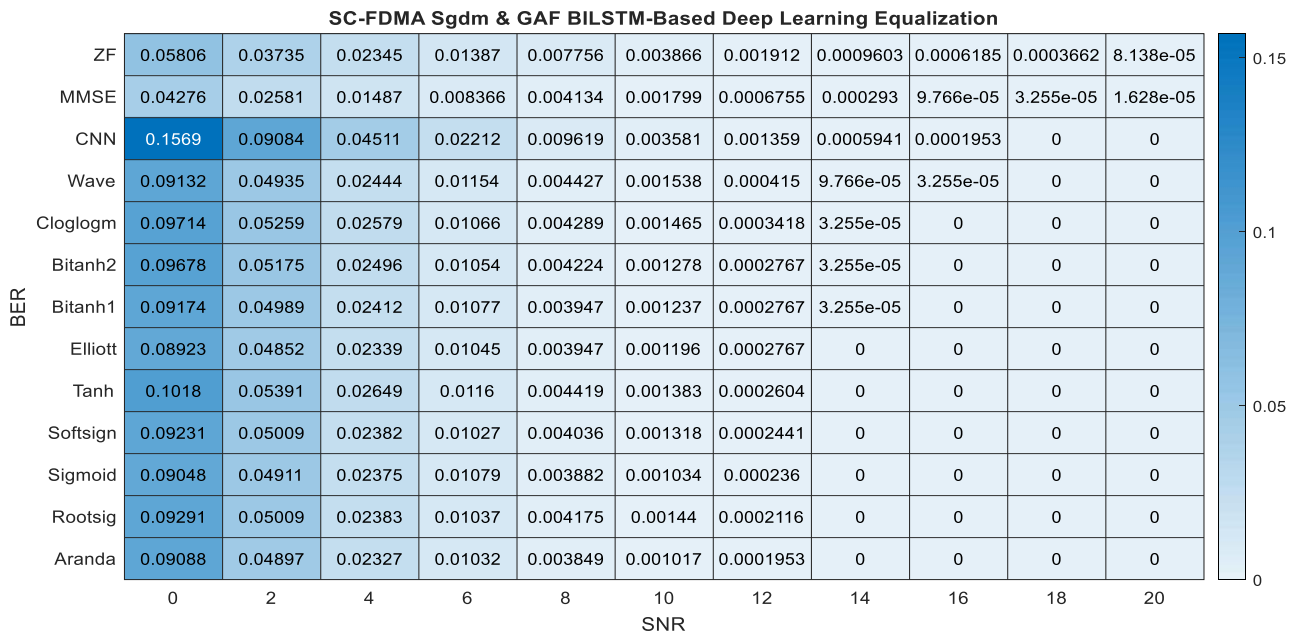 SC-FDMA Sgdm & GAF BILSTM-Based Deep Learning Equalization
ZF 0.05806 0.03735 0.02345 0.01387 0.007756 0.003866 0.001912 0.0009603 0.0006185 0.0003662 8.138e-05
MMSE 0.04276 0.02581 0.01487 0.008366 0.004134 0.001799 0.0006755 0.000293 9.766e-05 3.255e-05 1.628e-05
CNN 0.1569 0.09084 0.04511 0.02212 0.009619 0.003581 0.001359 0.0005941 0.0001953 0 0
Wave 0.09132 0.04935 0.02444 0.01154 0.004427 0.001538 0.000415 9.766e-05 3.255e-05 0 0
Cloglogm 0.09714 0.05259 0.02579 0.01066 0.004289 0.001465 0.0003418 3.255e-05 0 0 0
Bitanh2 0.09678 0.05175 0.02496 0.01054 0.004224 0.001278 0.0002767 3.255e-05 0 0 0
Bitanh1 0.09174 0.04989 0.02412 0.01077 0.003947 0.001237 0.0002767 3.255e-05 0 0 0
Elliott 0.08923 0.04852 0.02339 0.01045 0.003947 0.001196 0.0002767 0 0 0 0
Tanh 0.1018 0.05391 0.02649 0.0116 0.004419 0.001383 0.0002604 0 0 0 0
Softsign 0.09231 0.05009 0.02382 0.01027 0.004036 0.001318 0.0002441 0 0 0 0
Sigmoid 0.09048 0.04911 0.02375 0.01079 0.003882 0.001034 0.000236 0 0 0 0
Rootsig 0.09291 0.05009 0.02383 0.01037 0.004175 0.00144 0.0002116 0 0 0 0
Aranda 0.09088 0.04897 0.02327 0.01032 0.003849 0.001017 0.0001953 0 0 0 0
0 2 4 6 8 10 12 14 16 18 20
SNR
BER
0.15
0.1
0.05
0